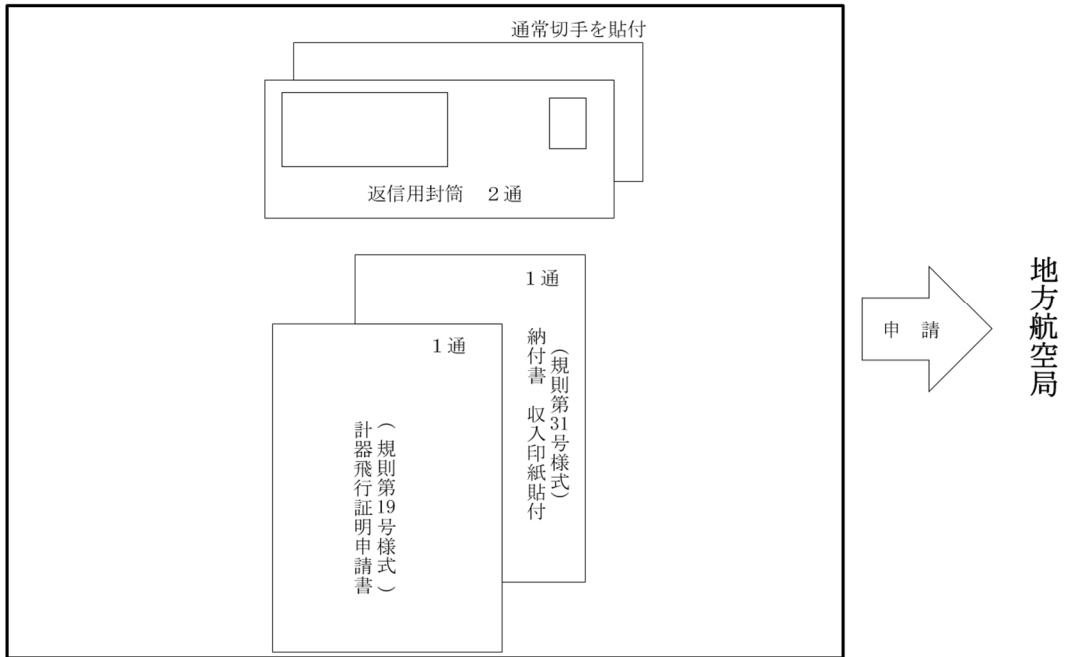 通常切手を貼付
返信用封筒　２通
１通
（規則第31号様式）
納付書　収入印紙貼付
１通
（規則第19号様式）
計器飛行証明申請書
申　請
地方航空局